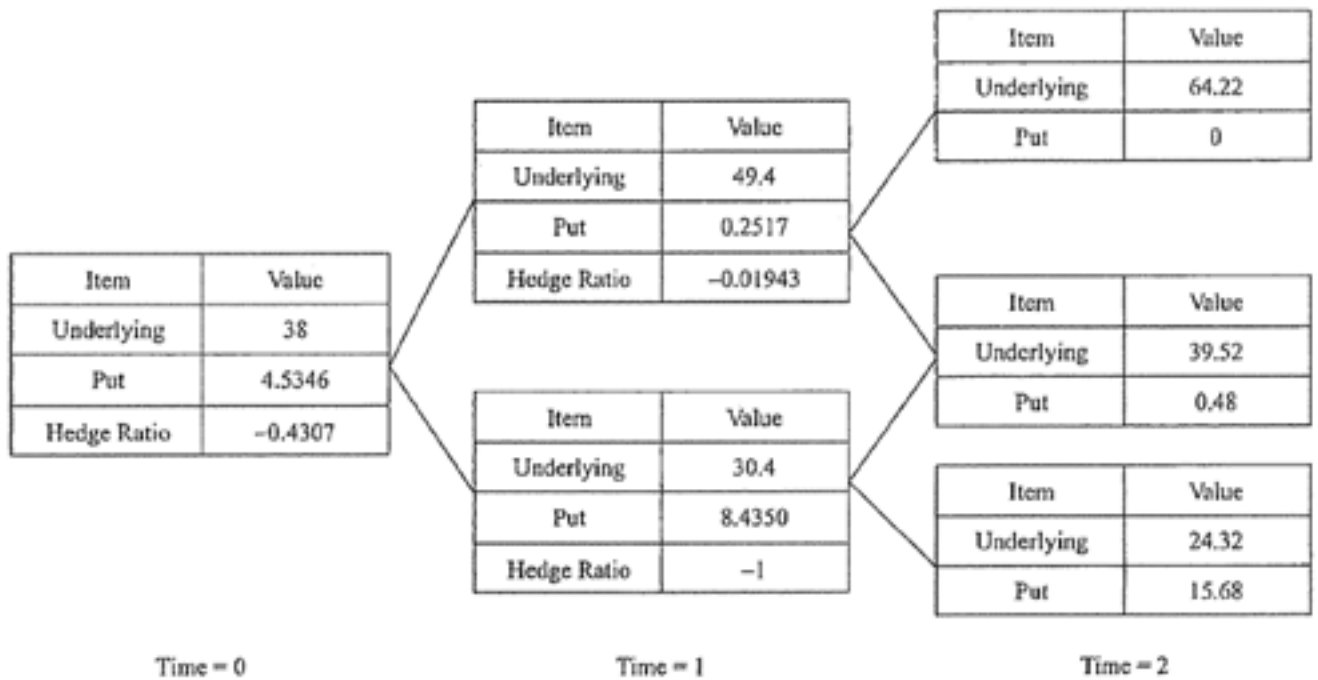 Item Value
Underlying 38
Put 4.5346
Hedge Ratio –0.4307
Item Value
Underlying 49.4
Put 0.2517
Hedge Ratio –0.01943
Item Value
Underlying 30.4
Put 8.4350
Hedge Ratio –1
Item Value
Underlying 64.22
Put 0
Item Value
Underlying 39.52
Put 0.48
Item Value
Underlying 24.32
Put 15.68
Time = 0 Time = 1 Time = 2